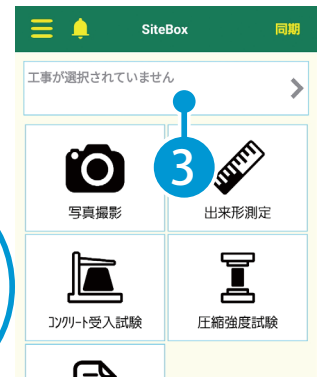 SiteBox 同期
工事が選択されていません
3
写真撮影 出来形測定
コンクリート受入試験 圧縮強度試験